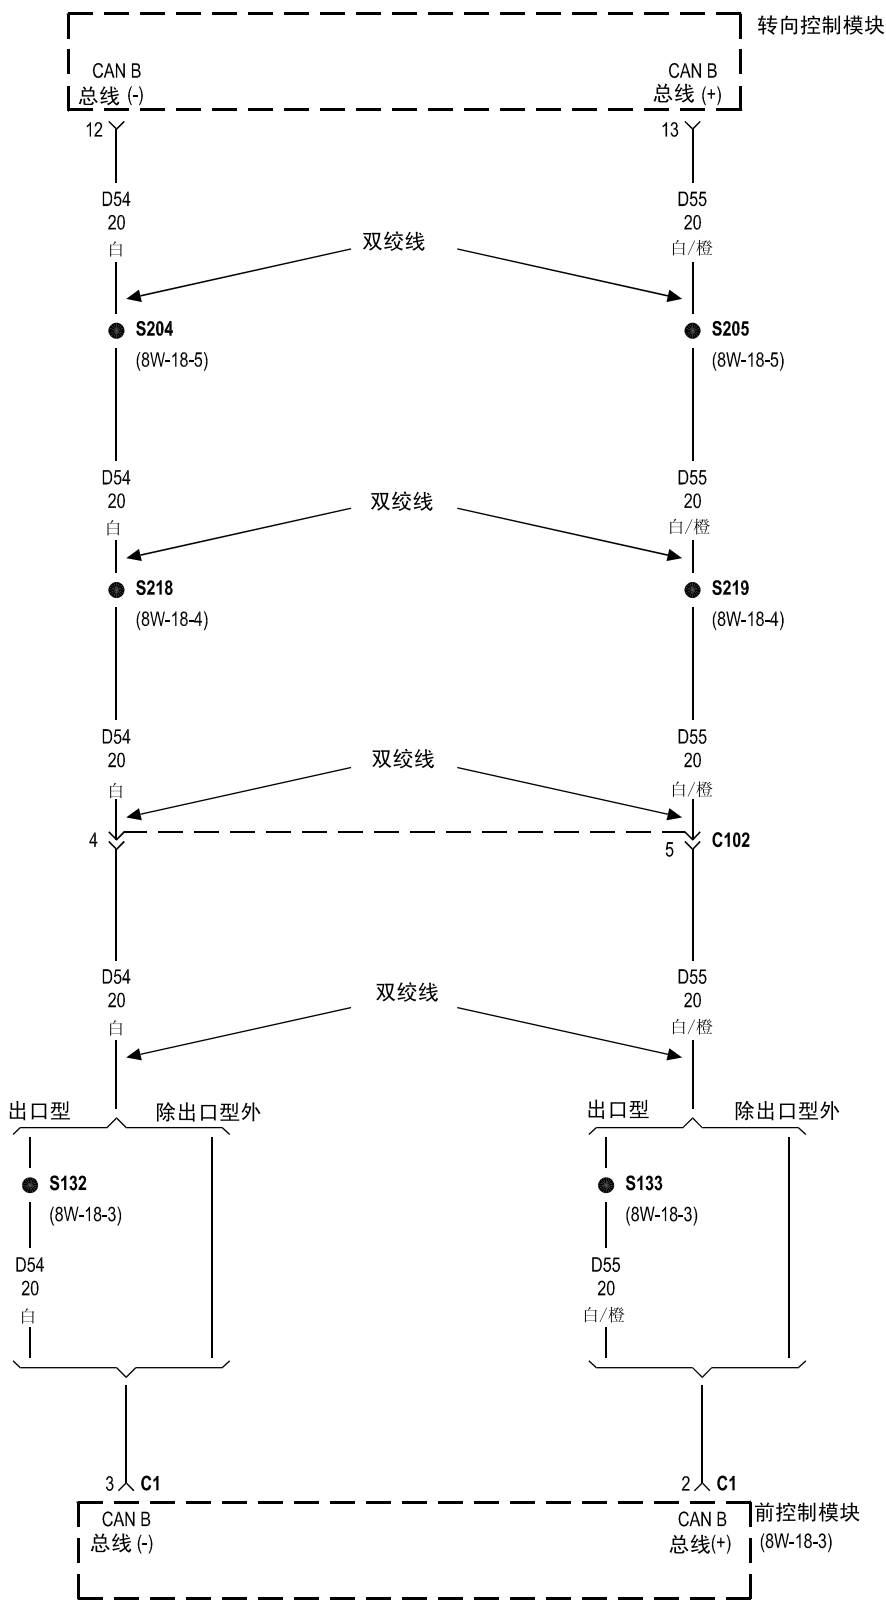 转向控制模块
CAN B
总线 (-)
CAN B
总线 (+)
12
13
D54
20
白
D55
20
白/橙
双绞线
S204
(8W-18-5)
S205
(8W-18-5)
D54
20
白
D55
20
白/橙
双绞线
S218
(8W-18-4)
S219
(8W-18-4)
D54
20
白
D55
20
白/橙
双绞线
4
5
C102
D54
20
白
D55
20
白/橙
双绞线
出口型
除出口型外
出口型
除出口型外
S132
(8W-18-3)
S133
(8W-18-3)
D54
20
白
D55
20
白/橙
3
C1
2
C1
CAN B
总线 (-)
CAN B
总线(+)
前控制模块
(8W-18-3)